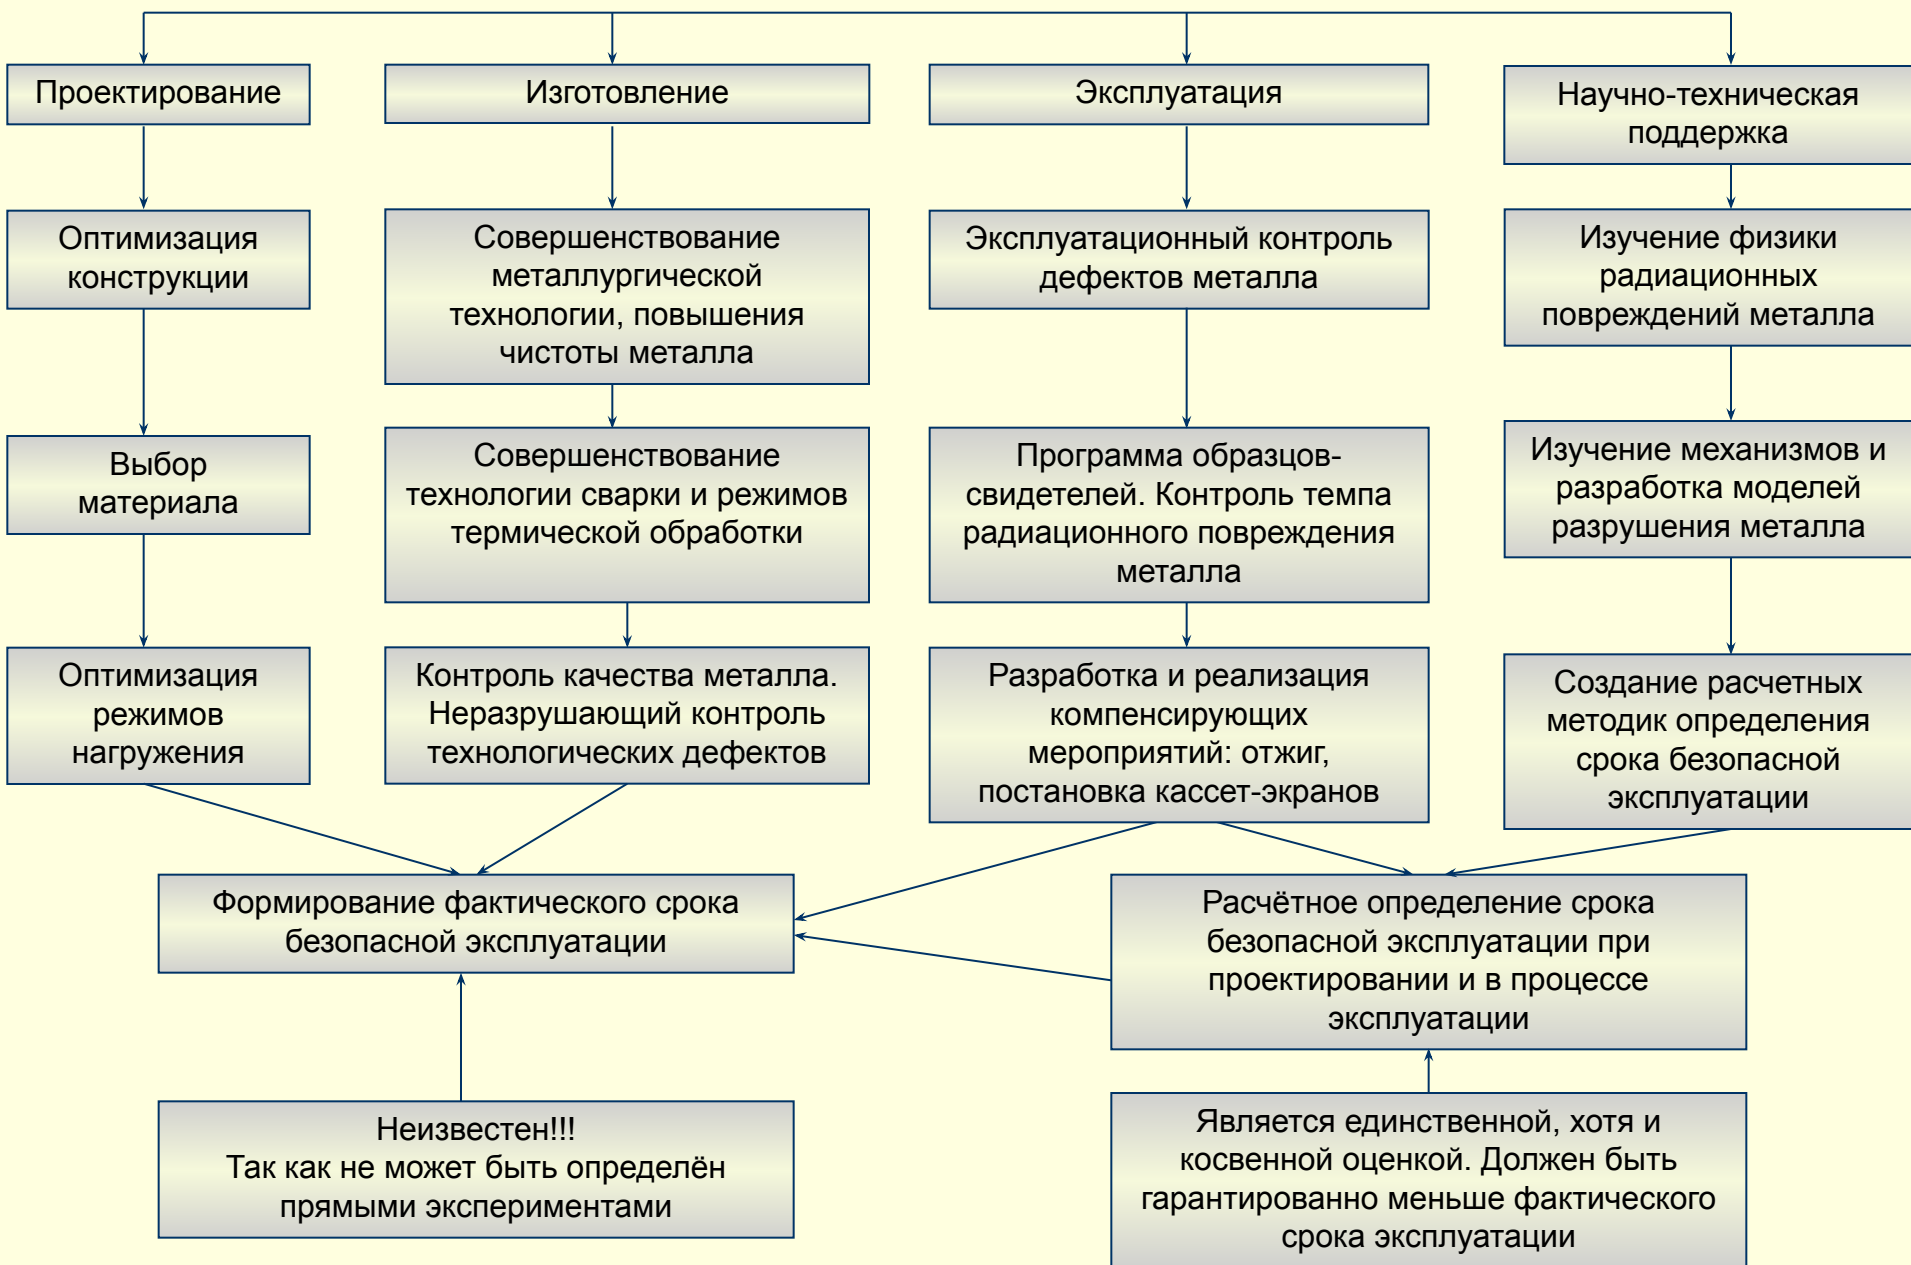 Проектирование
Изготовление
Эксплуатация
Научно-техническая
поддержка
Оптимизация
конструкции
Совершенствование
металлургической
технологии, повышения
чистоты металла
Эксплуатационный контроль
дефектов металла
Изучение физики
радиационных
повреждений металла
Выбор
материала
Совершенствование
технологии сварки и режимов
термической обработки
Программа образцов-
свидетелей. Контроль темпа
радиационного повреждения
металла
Изучение механизмов и
разработка моделей
разрушения металла
Оптимизация
режимов
нагружения
Контроль качества металла.
Неразрушающий контроль
технологических дефектов
Разработка и реализация
компенсирующих
мероприятий: отжиг,
постановка кассет-экранов
Создание расчетных
методик определения
срока безопасной
эксплуатации
Формирование фактического срока
безопасной эксплуатации
Расчётное определение срока
безопасной эксплуатации при
проектировании и в процессе
эксплуатации
Неизвестен!!!
Так как не может быть определён
прямыми экспериментами
Является единственной, хотя и
косвенной оценкой. Должен быть
гарантированно меньше фактического
срока эксплуатации